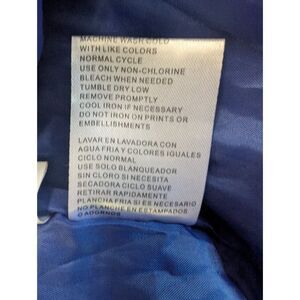 MACHINE WASH COLD
WITH LIKE COLORS
NORMAL CYCLE
USE ONLY NON-CHLORINE
BLEACH WHEN NEEDED
TUMBLE DRY LOW
REMOVE PROMPTLY
COOL IRON IF NECESSARY
DO NOT IRON ON PRINTS OR
EMBELLISHMENTS
LAVAR EN LAVADORA CON
AGUA FRIA Y COLORES IGUALES
CICLO NORMAL
USE SOLO BLANQUEADOR
SIN CLORO SI NECESITA
SECADORA CICLO SUAVE
RETIRAR RAPIDAMENTE
PLANCHA FRIA SI ES NECESARIO
NO PLANCHE EN ESTAMPADOS
O ADORNOS